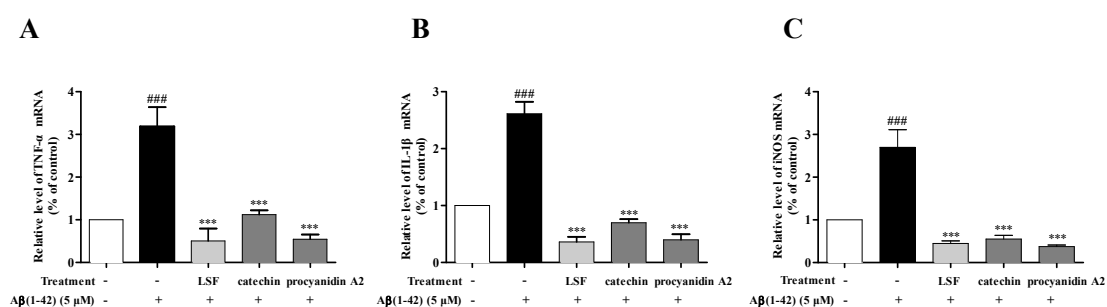 A
Relative level of TNF-α mRNA
(% of control)
4
3
2
1
0
###
***
***
***
Treatment - - LSF catechin procyanidin A2
Aβ(1-42) (5 μM) - + + + +
B
Relative level of IL-1β mRNA
(% of control)
3
2
1
0
###
***
***
***
- - LSF catechin procyanidin A2
Aβ(1-42) (5 μM) - + + + +
C
Relative level of iNOS mRNA
(% of control)
4
3
2
1
0
###
***
***
***
Treatment - - LSF catechin procyanidin A2
Aβ(1-42) (5 μM) - + + + +